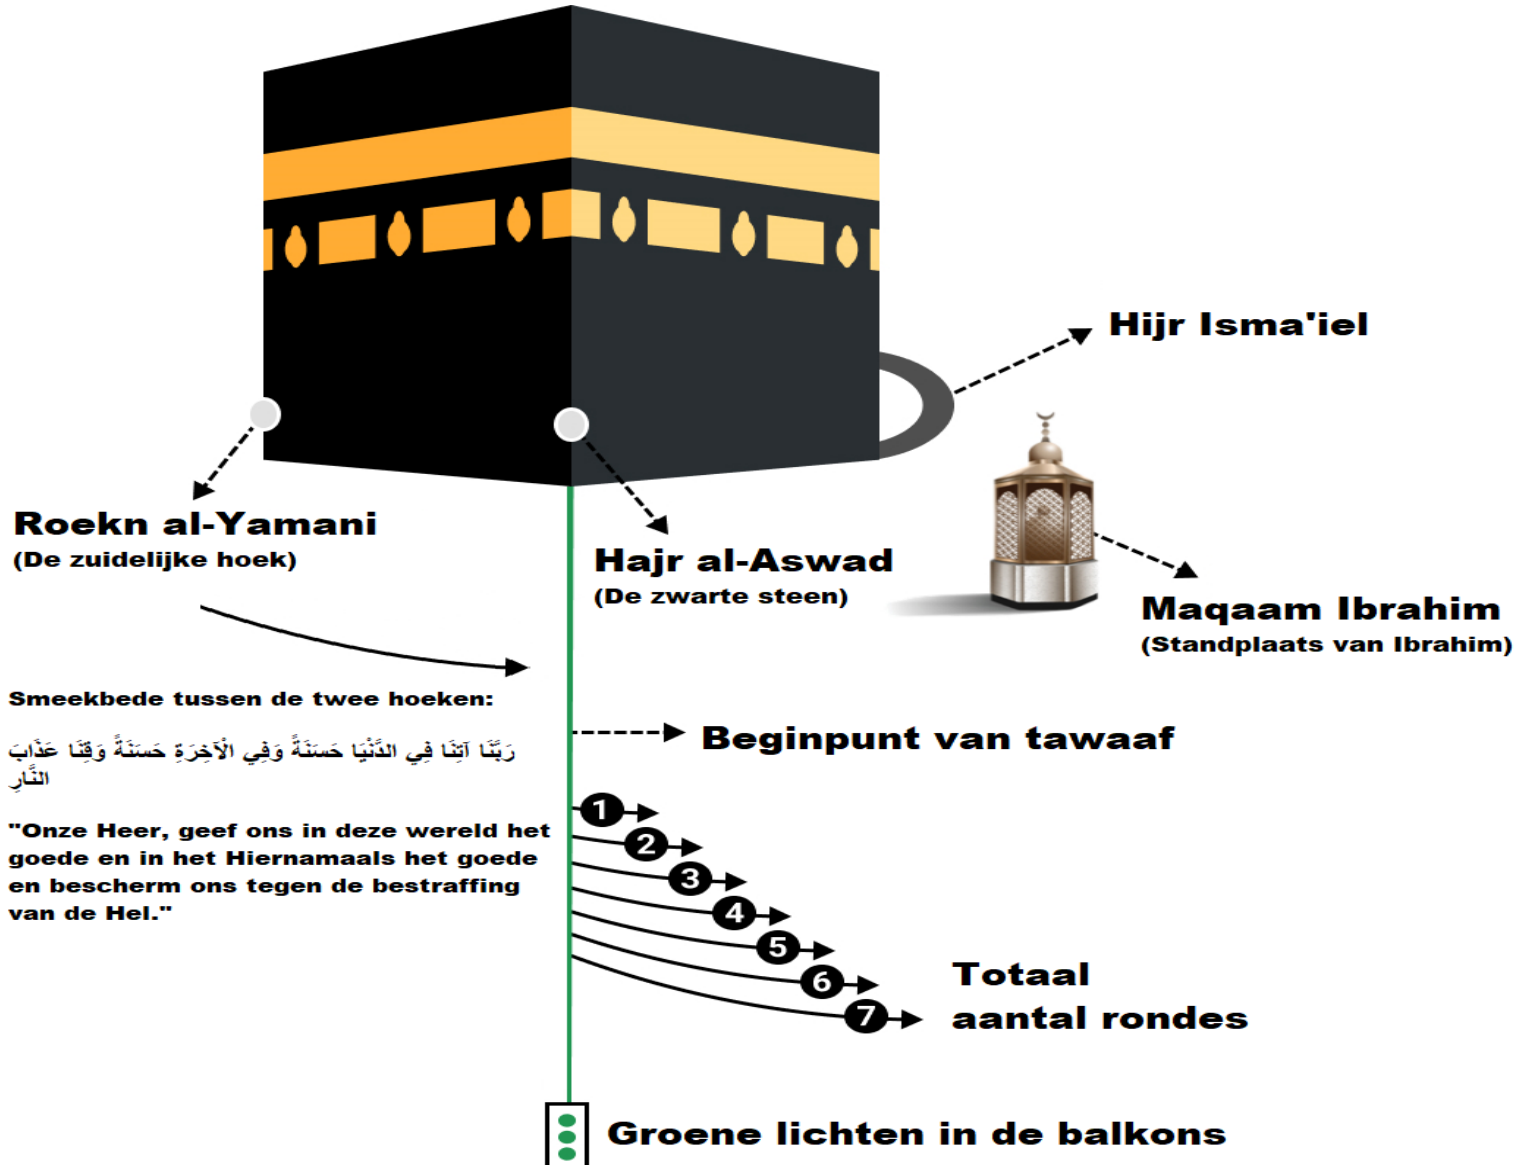 Hijr Isma'iel
Roekn al-Yamani
(De zuidelijke hoek)
Hajr al-Aswad
(De zwarte steen)
Maqaam Ibrahim
(Standplaats van Ibrahim)
Smeekbede tussen de twee hoeken:
رَبَّنَا آتِنَا فِي الدُّنْيَا حَسَنَةً وَفِي الْآخِرَةِ حَسَنَةً وَقِنَا عَذَابَ
النَّارِ
"Onze Heer, geef ons in deze wereld het
goede en in het Hiernamaals het goede
en bescherm ons tegen de bestraffing
van de Hel."
Beginpunt van tawaaf
1
2
3
4
5
6
7
Totaal
aantal rondes
Groene lichten in de balkons